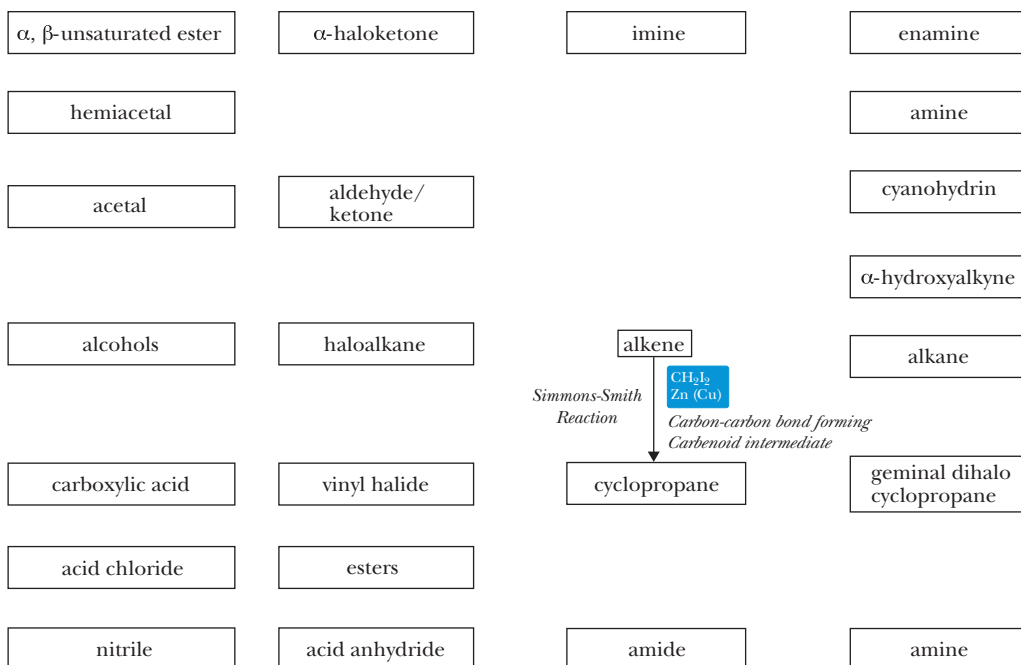 α, β-unsaturated ester
α-haloketone
imine
enamine
hemiacetal
amine
acetal
aldehyde/
ketone
cyanohydrin
α-hydroxyalkyne
alcohols
haloalkane
alkene
alkane
Simmons-Smith
Reaction
CH₂I₂
Zn (Cu)
Carbon-carbon bond forming
Carbenoid intermediate
carboxylic acid
vinyl halide
cyclopropane
geminal dihalo
cyclopropane
acid chloride
esters
nitrile
acid anhydride
amide
amine